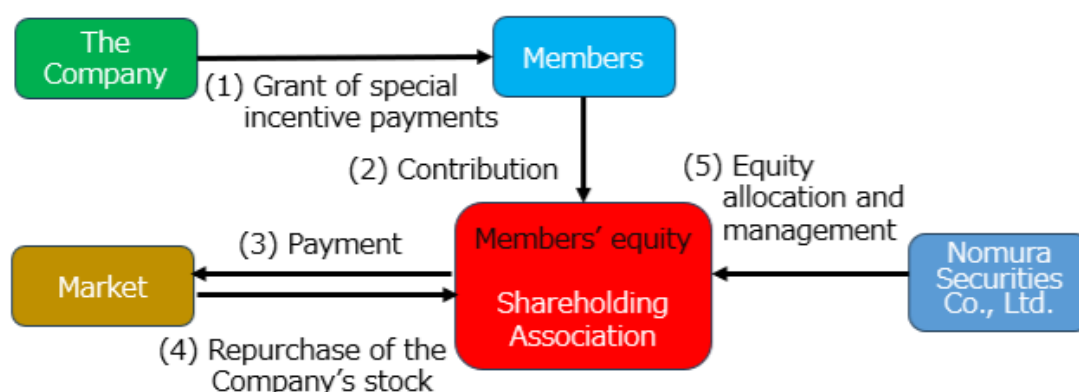 The
Company
Members
(1) Grant of special
incentive payments
(2) Contribution
(5) Equity
allocation and
management
(3) Payment
Members’ equity
Shareholding
Association
Market
Nomura
Securities
Co., Ltd.
(4) Repurchase of the
Company’s stock